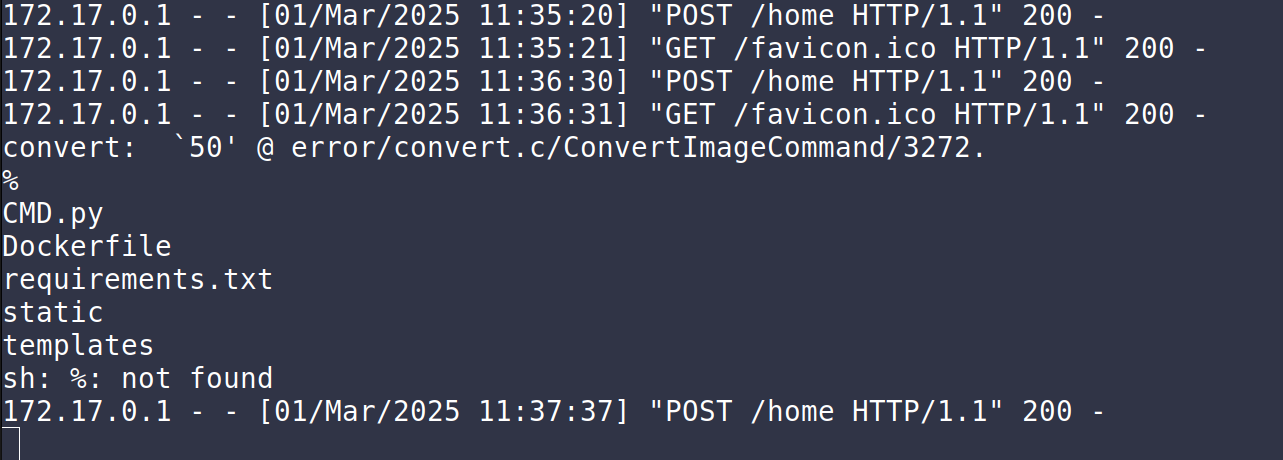 172.17.0.1 - - [01/Mar/2025 11:35:20] "POST /home HTTP/1.1" 200 -
172.17.0.1 - - [01/Mar/2025 11:35:21] "GET /favicon.ico HTTP/1.1" 200 -
172.17.0.1 - - [01/Mar/2025 11:36:30] "POST /home HTTP/1.1" 200 -
172.17.0.1 - - [01/Mar/2025 11:36:31] "GET /favicon.ico HTTP/1.1" 200 -
convert:  `50' @ error/convert.c/ConvertImageCommand/3272.
%
CMD.py
Dockerfile
requirements.txt
static
templates
sh: %: not found
172.17.0.1 - - [01/Mar/2025 11:37:37] "POST /home HTTP/1.1" 200 -